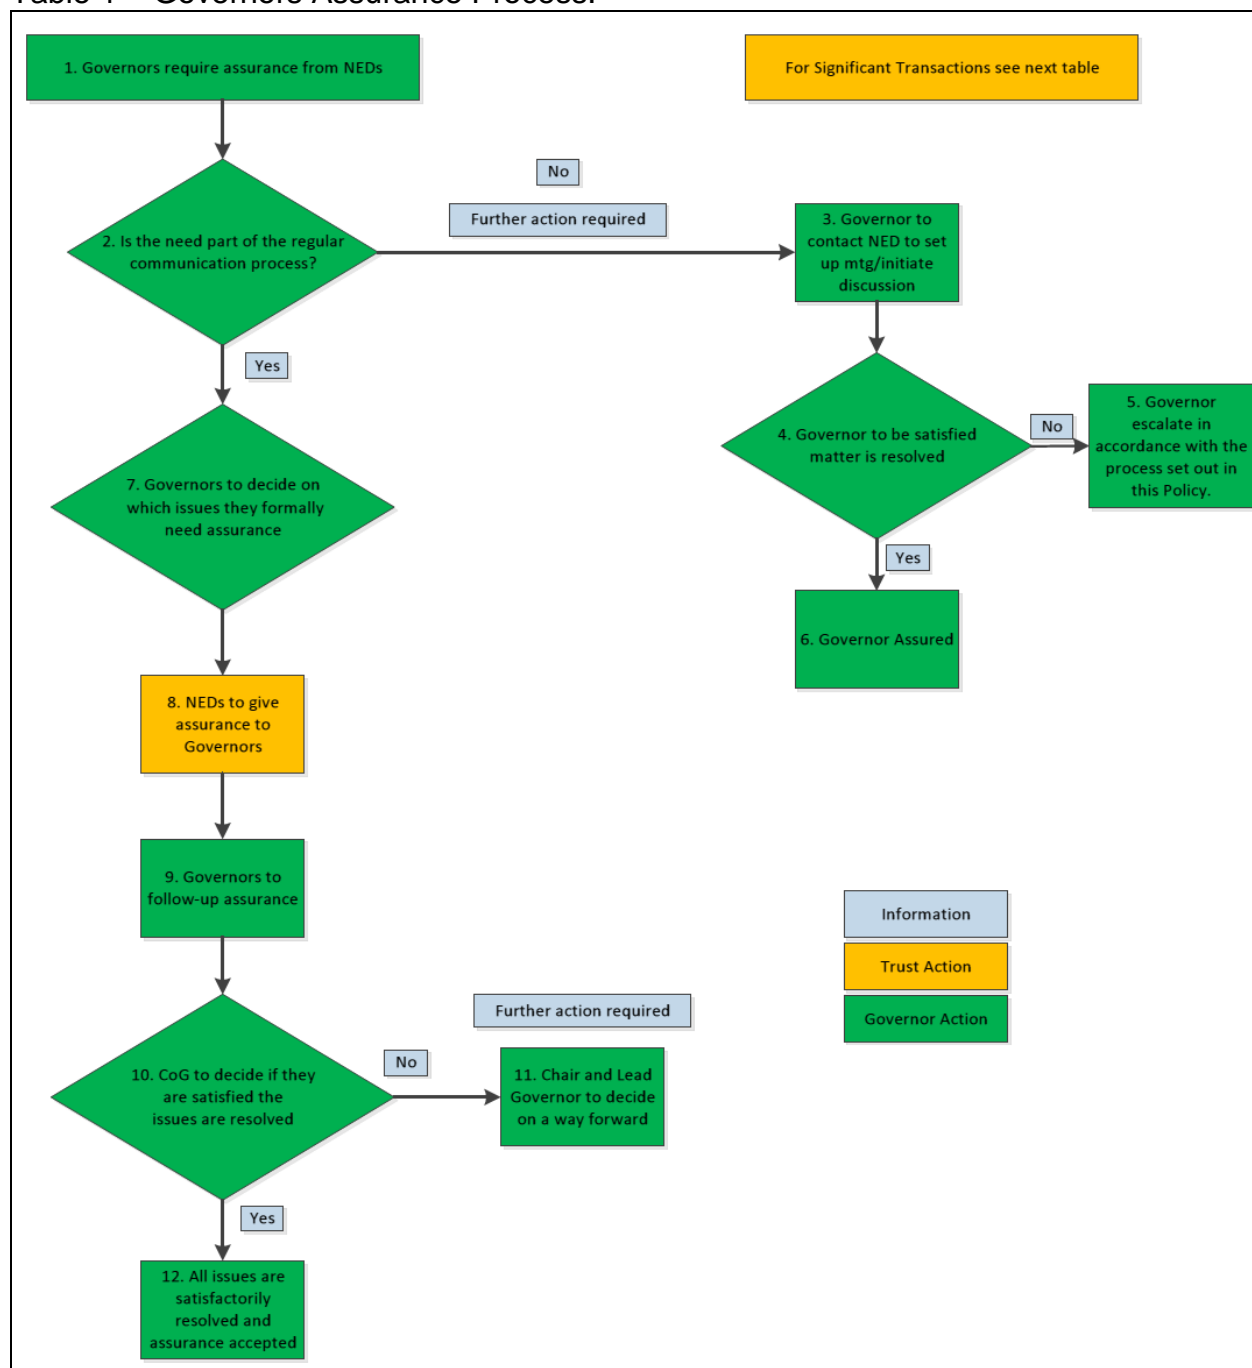 Table 1 – Governors Assurance Process.
1. Governors require assurance from NEDs
For Significant Transactions see next table
No
Further action required
2. Is the need part of the regular
communication process?
3. Governor to
contact NED to set
up mtg/initiate
discussion
Yes
4. Governor to be satisfied
matter is resolved
No
5. Governor
escalate in
accordance with the
process set out in
this Policy.
Yes
6. Governor Assured
7. Governors to decide on
which issues they formally
need assurance
8. NEDs to give
assurance to
Governors
9. Governors to
follow-up assurance
Information
Trust Action
Governor Action
10. CoG to decide if they
are satisfied the
issues are resolved
No
Further action required
11. Chair and Lead
Governor to decide
on a way forward
Yes
12. All issues are
satisfactorily
resolved and
assurance accepted